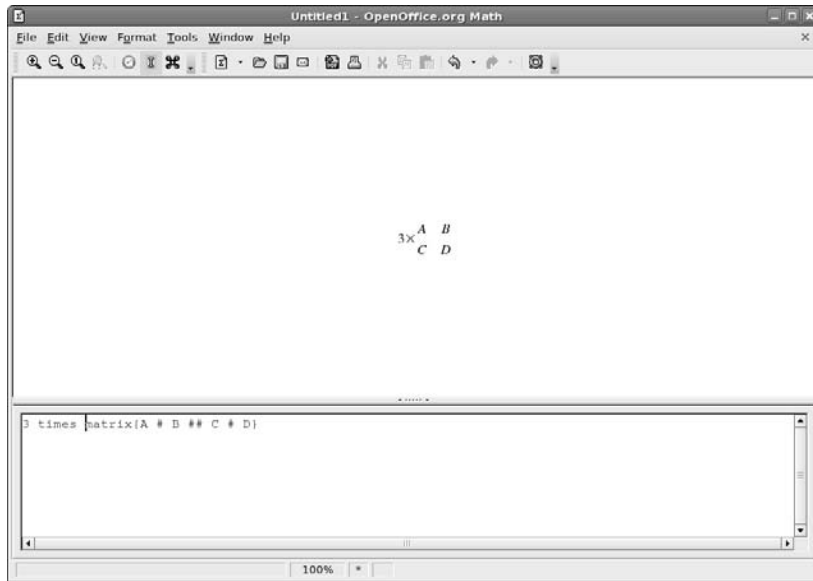 Untitled1 - OpenOffice.org Math
File Edit View Format Tools Window Help
3×
A B
C D
3 times matrix{A # B ## C # D}
100% *